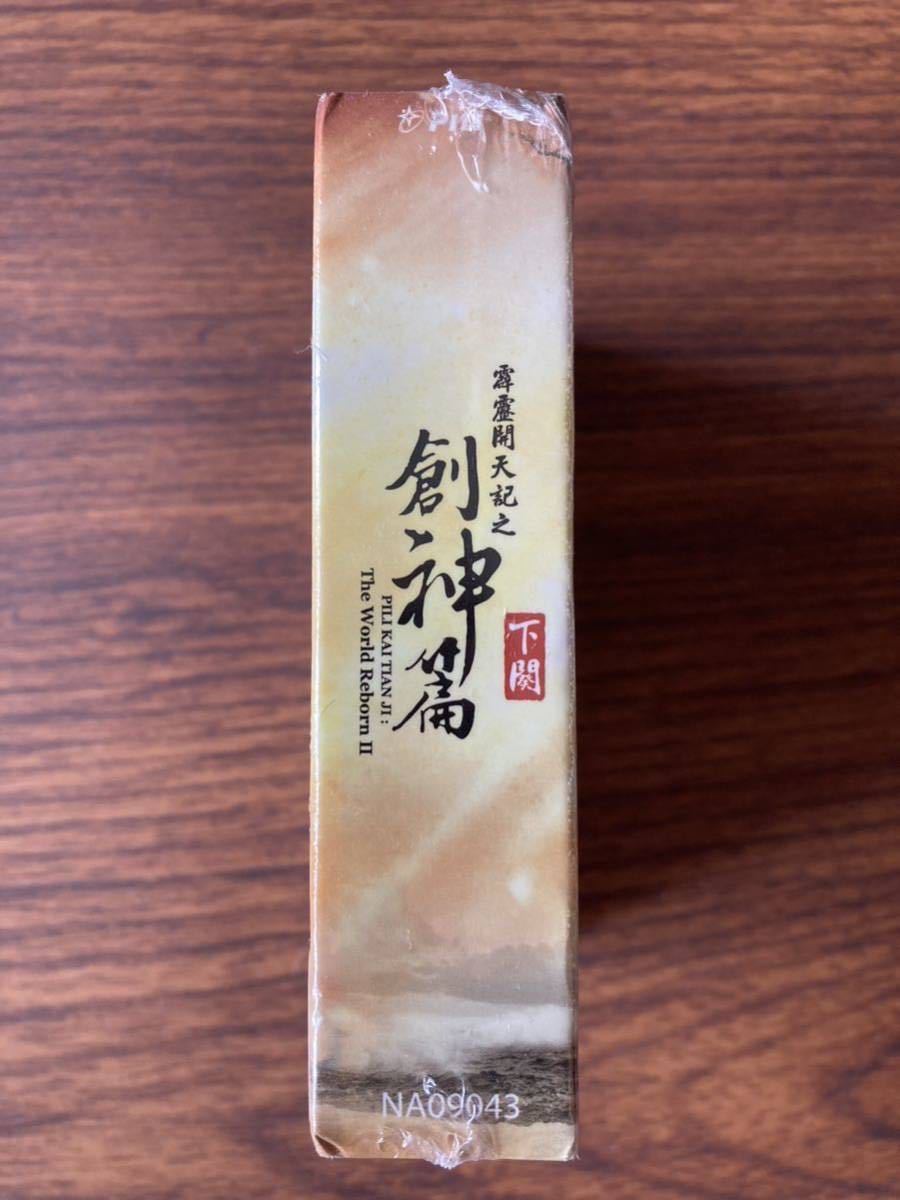 PILI
霹靂開天記之
創神篇
下闋
PILI KAI TIAN JI :
The World Reborn II
NA09043